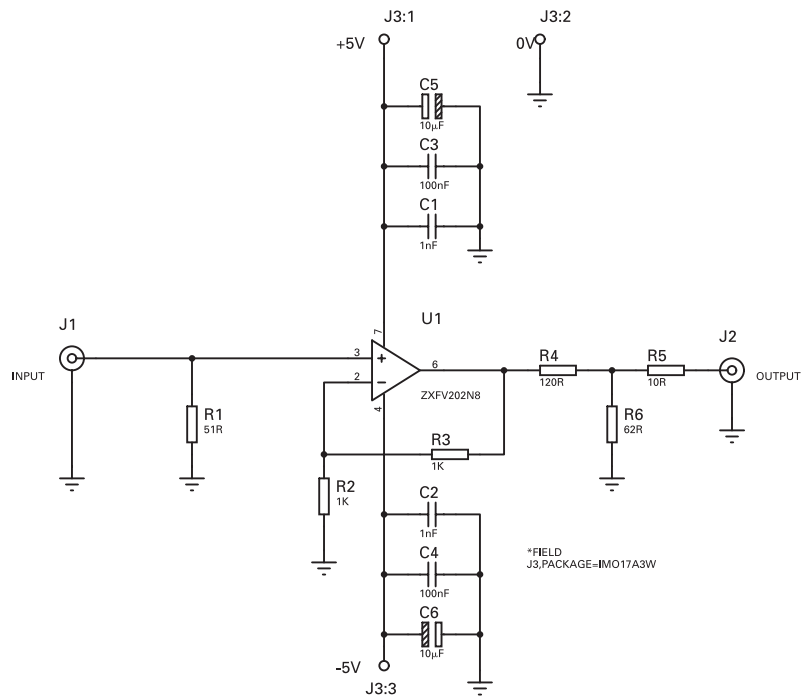 J3:1
J3:2
+5V
0V
C5
10µF
C3
100nF
C1
1nF
U1
7
J1
INPUT
3
+
2
−
6
4
ZXFV202N8
R4
120R
R5
10R
J2
OUTPUT
R1
51R
R6
62R
R3
1K
R2
1K
C2
1nF
*FIELD
J3,PACKAGE=IMO17A3W
C4
100nF
C6
10µF
-5V
J3:3